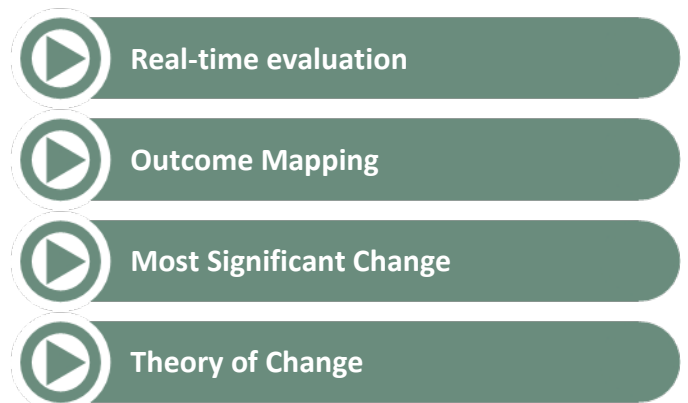 Real-time evaluation
Outcome Mapping
Most Significant Change
Theory of Change